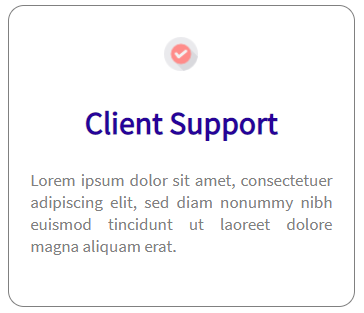 Client Support
Lorem ipsum dolor sit amet, consectetuer
adipiscing elit, sed diam nonummy nibh
euismod tincidunt ut laoreet dolore
magna aliquam erat.